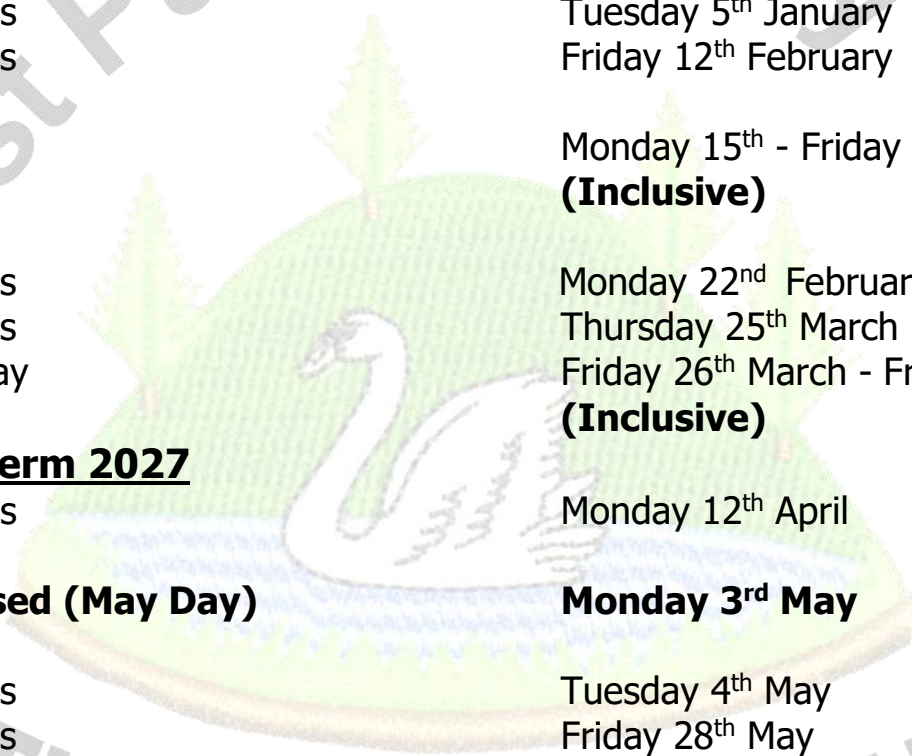 s Tuesday 5th January
s Friday 12th February
Monday 15th - Friday
(Inclusive)
s Monday 22nd Februar
s Thursday 25th March
ay Friday 26th March - Fr
(Inclusive)
erm 2027
s Monday 12th April
sed (May Day) Monday 3rd May
s Tuesday 4th May
s Friday 28th May